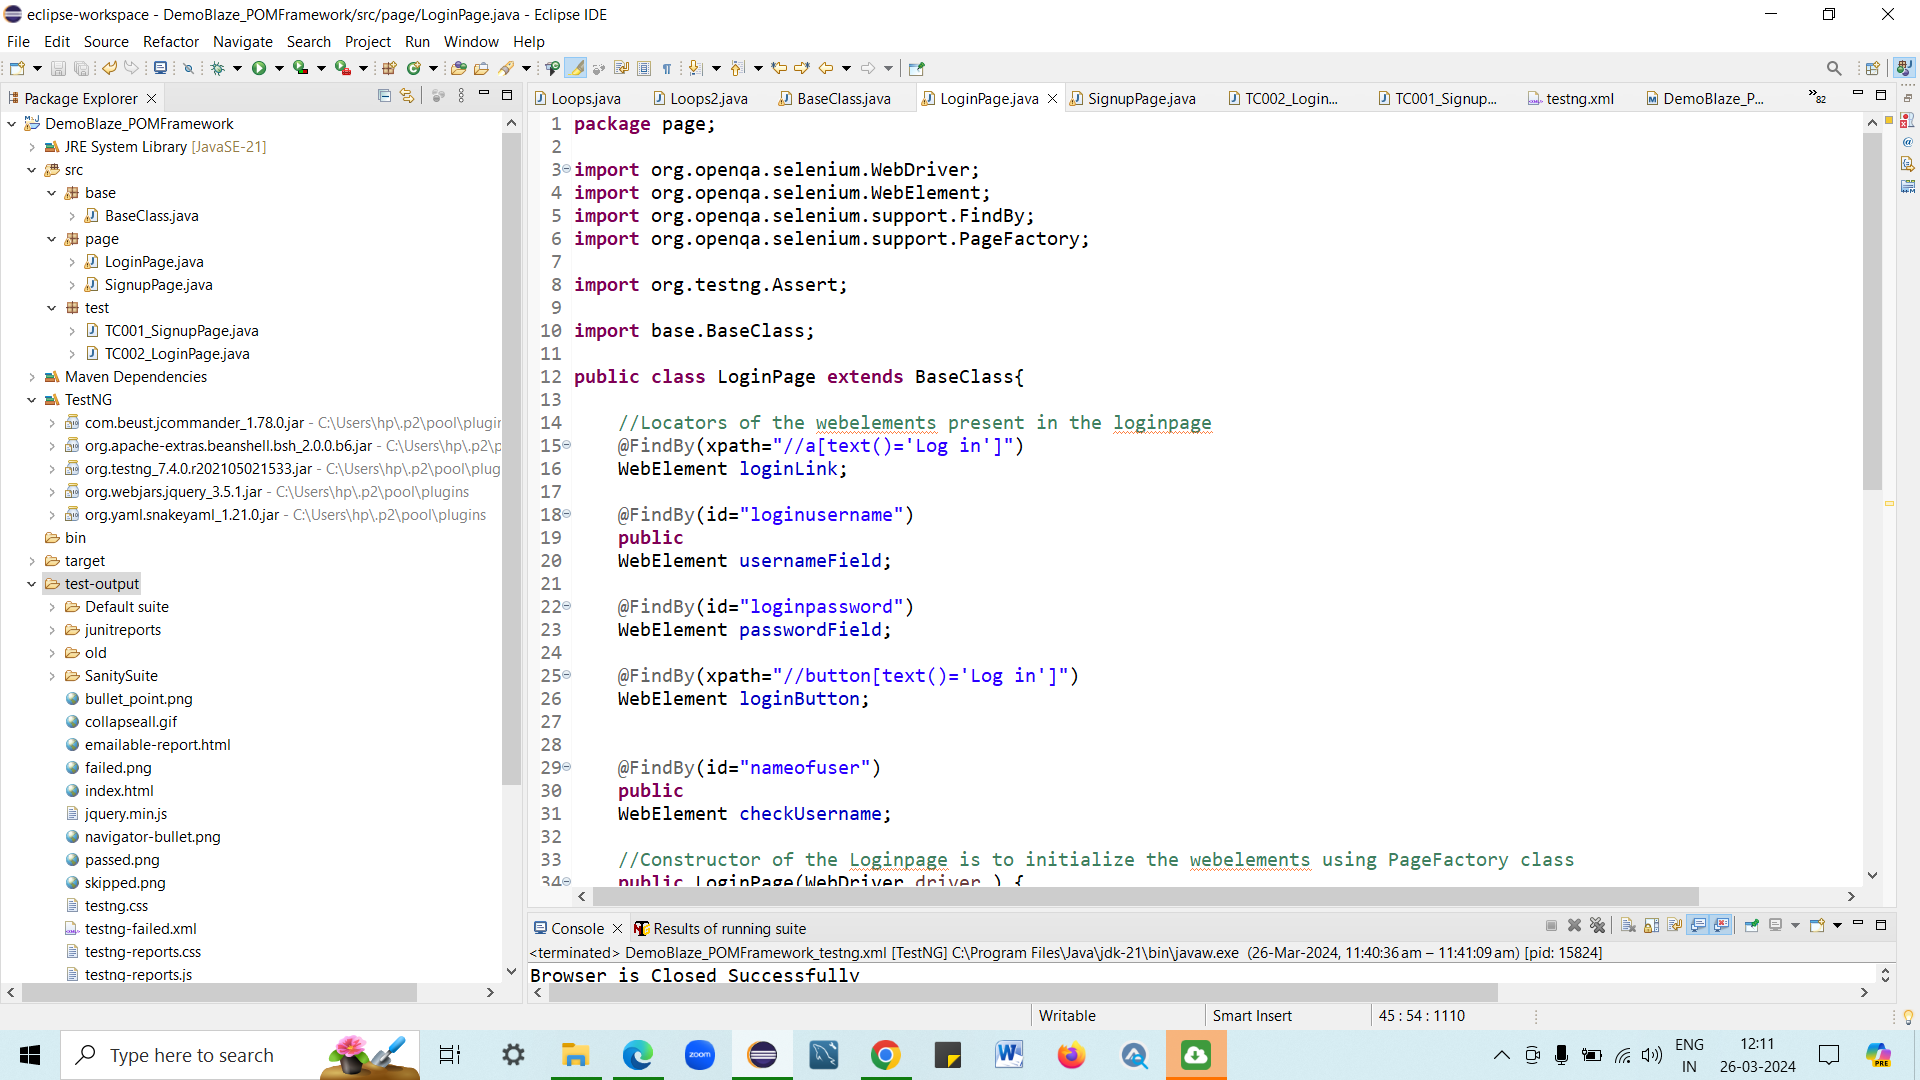 eclipse-workspace - DemoBlaze_POMFramework/src/page/LoginPage.java - Eclipse IDE
File Edit Source Refactor Navigate Search Project Run Window Help
Package Explorer
DemoBlaze_POMFramework
JRE System Library [JavaSE-21]
src
base
BaseClass.java
page
LoginPage.java
SignupPage.java
test
TC001_SignupPage.java
TC002_LoginPage.java
Maven Dependencies
TestNG
com.beust.jcommander_1.78.0.jar - C:\Users\hp\.p2\pool\plugir
org.apache-extras.beanshell.bsh_2.0.0.b6.jar - C:\Users\hp\.p2\p
org.testng_7.4.0.r202105021533.jar - C:\Users\hp\.p2\pool\plug
org.webjars.jquery_3.5.1.jar - C:\Users\hp\.p2\pool\plugins
org.yaml.snakeyaml_1.21.0.jar - C:\Users\hp\.p2\pool\plugins
bin
target
test-output
Default suite
junitreports
old
SanitySuite
bullet_point.png
collapseall.gif
emailable-report.html
failed.png
index.html
jquery.min.js
navigator-bullet.png
passed.png
skipped.png
testng.css
testng-failed.xml
testng-reports.css
testng-reports.js
Loops.java Loops2.java BaseClass.java LoginPage.java SignupPage.java TC002_Login... TC001_Signup... testng.xml DemoBlaze_P... 82
1 package page;
2
3 import org.openqa.selenium.WebDriver;
4 import org.openqa.selenium.WebElement;
5 import org.openqa.selenium.support.FindBy;
6 import org.openqa.selenium.support.PageFactory;
7
8 import org.testng.Assert;
9
10 import base.BaseClass;
11
12 public class LoginPage extends BaseClass{
13
14 //Locators of the webelements present in the loginpage
15 @FindBy(xpath="//a[text()='Log in']")
16 WebElement loginLink;
17
18 @FindBy(id="loginusername")
19 public
20 WebElement usernameField;
21
22 @FindBy(id="loginpassword")
23 WebElement passwordField;
24
25 @FindBy(xpath="//button[text()='Log in']")
26 WebElement loginButton;
27
28
29 @FindBy(id="nameofuser")
30 public
31 WebElement checkUsername;
32
33 //Constructor of the Loginpage is to initialize the webelements using PageFactory class
34 public LoginPage(WebDriver driver ) {
Console Results of running suite
<terminated> DemoBlaze_POMFramework_testng.xml [TestNG] C:\Program Files\Java\jdk-21\bin\javaw.exe (26-Mar-2024, 11:40:36 am – 11:41:09 am) [pid: 15824]
Browser is Closed Successfully
Writable Smart Insert 45 : 54 : 1110
Type here to search
zoom
ENG
IN
12:11
26-03-2024
PRE